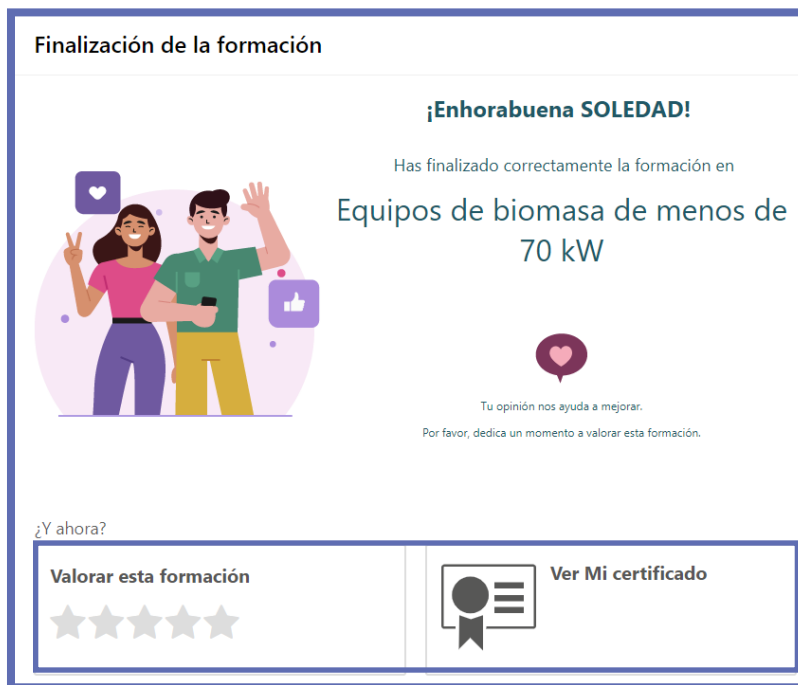 Finalización de la formación
¡Enhorabuena SOLEDAD!
Has finalizado correctamente la formación en
Equipos de biomasa de menos de
70 kW
Tu opinión nos ayuda a mejorar.
Por favor, dedica un momento a valorar esta formación.
¿Y ahora?
Valorar esta formación
Ver Mi certificado